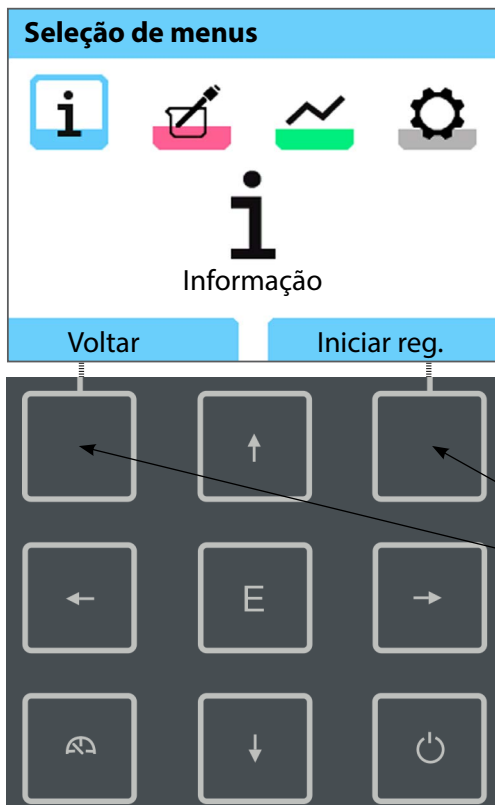 Seleção de menus
i
i
Informação
Voltar
Iniciar reg.
E